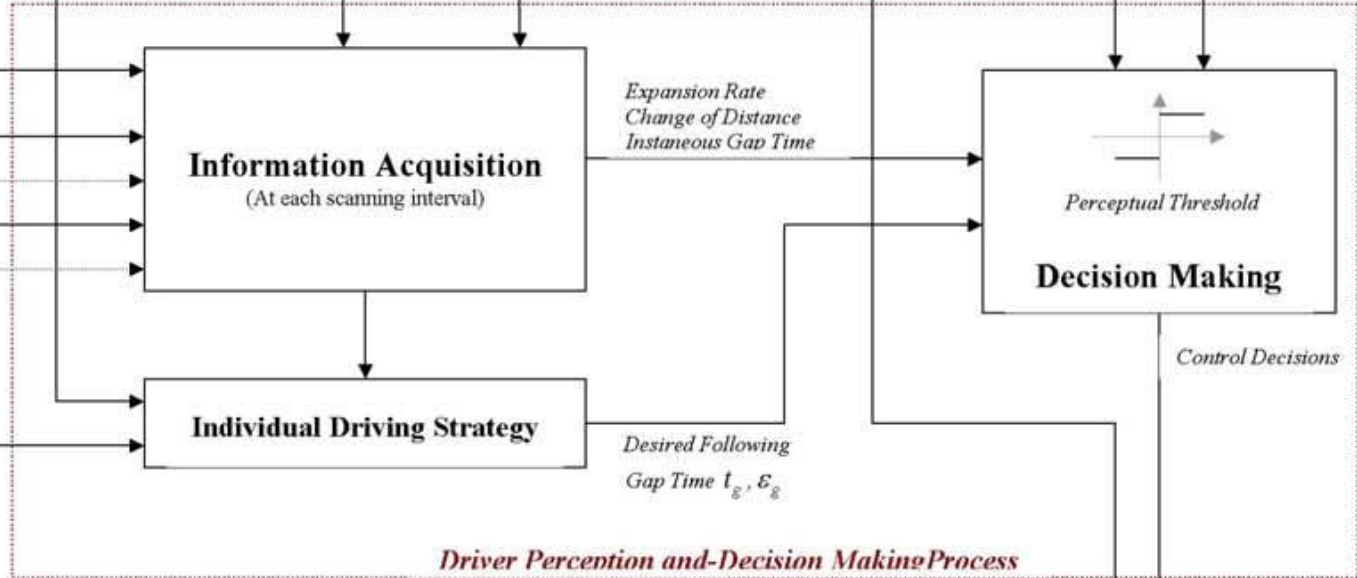 Expansion Rate
Change of Distance
Instaneous Gap Time
Information Acquisition
(At each scanning interval)
Perceptual Threshold
Decision Making
Control Decisions
Individual Driving Strategy
Desired Following
Gap Time t_g, ε_g
Driver Perception and-Decision MakingProcess